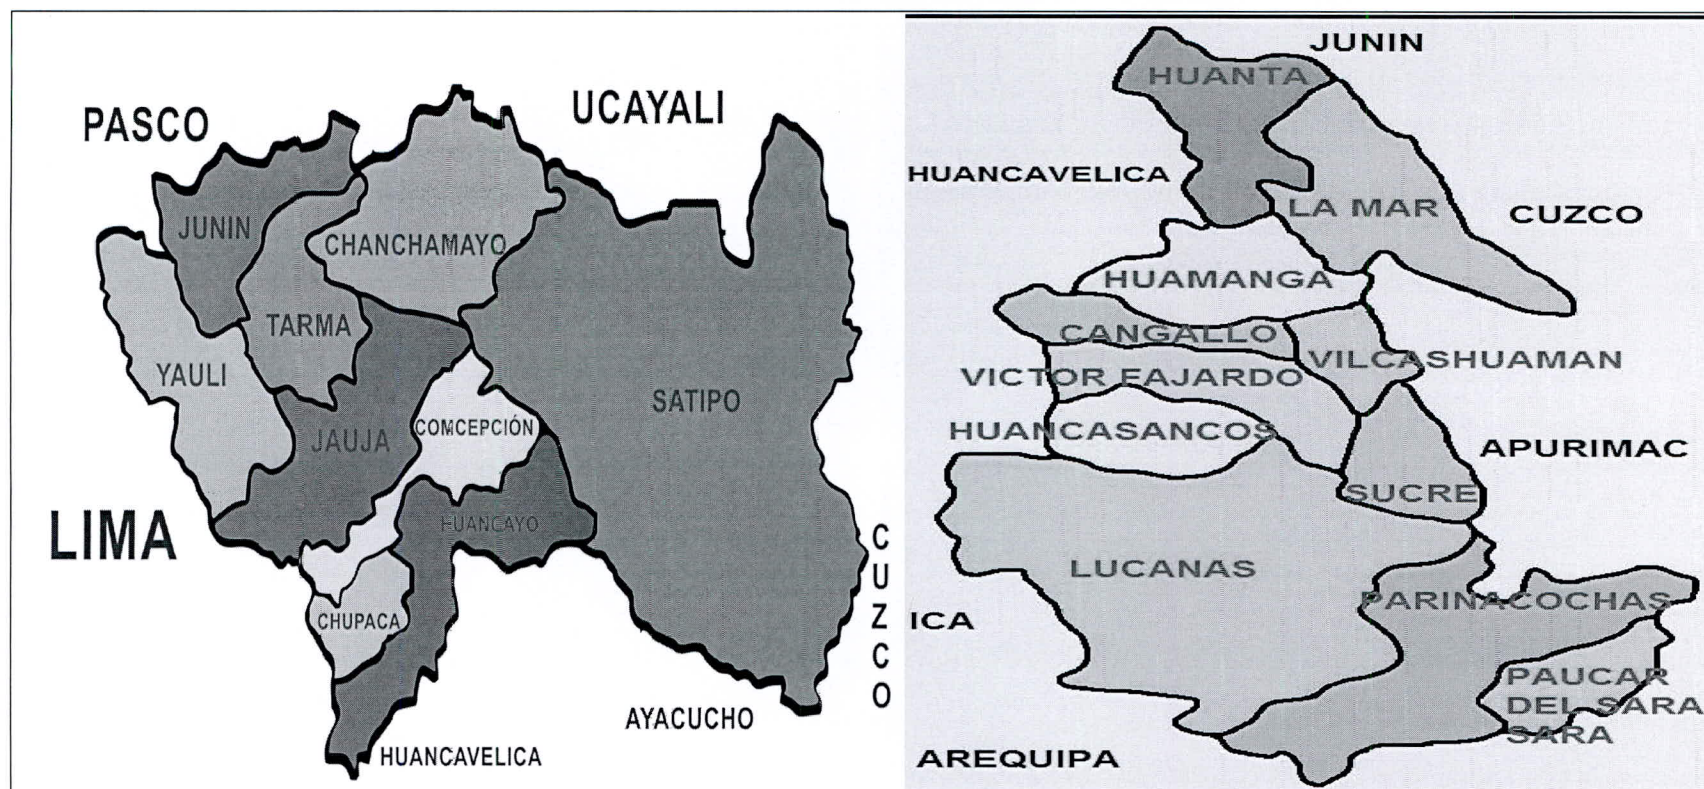 PASCO
UCAYALI
JUNIN
CHANCHAMAYO
TARMA
YAULI
SATIPO
JAUJA
COMCEPCIÓN
LIMA
HUANCAYO
CUZCO
CHUPACA
AYACUCHO
HUANCAVELICA
JUNIN
HUANTA
HUANCAVELICA
LA MAR
CUZCO
HUAMANGA
CANGALLO
VILCASHUAMAN
VICTOR FAJARDO
HUANCASANCOS
APURIMAC
SUCRE
LUCANAS
PARINACOCHAS
ICA
PAUCAR
DEL SARA
SARA
AREQUIPA